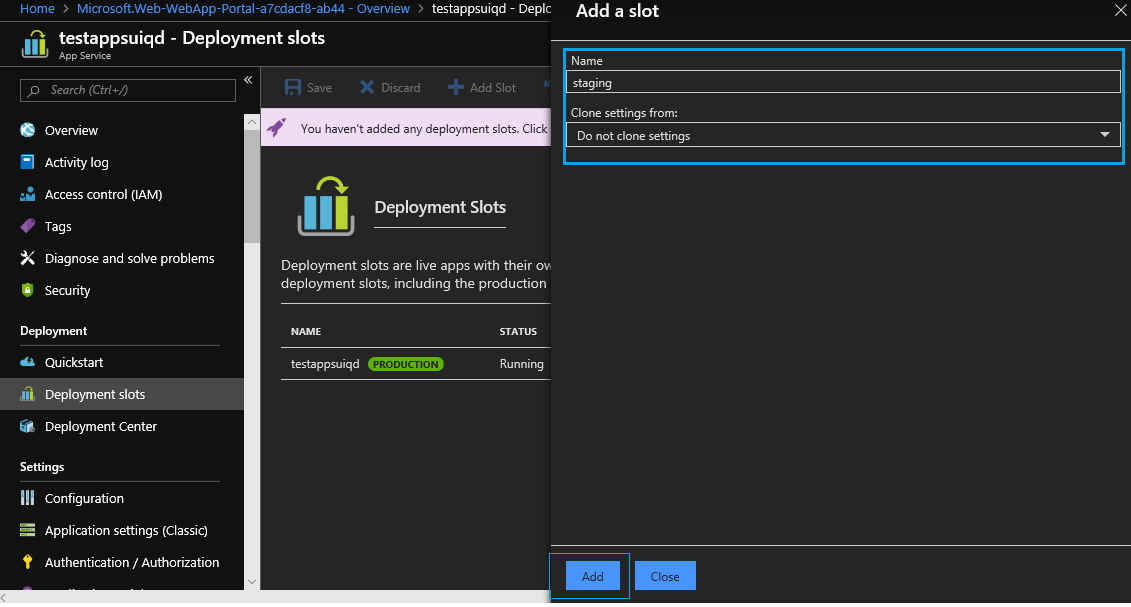 Home > Microsoft.Web-WebApp-Portal-a7cdacf8-ab44 - Overview > testappsuiqd - Deplo
testappsuiqd - Deployment slots
App Service
Search (Ctrl+/)
«
Overview
Activity log
Access control (IAM)
Tags
Diagnose and solve problems
Security
Deployment
Quickstart
Deployment slots
Deployment Center
Settings
Configuration
Application settings (Classic)
Authentication / Authorization
Save Discard Add Slot
You haven't added any deployment slots. Click
Deployment Slots
Deployment slots are live apps with their ow
deployment slots, including the production
NAME STATUS
testappsuiqd PRODUCTION Running
Add a slot
Name
staging
Clone settings from:
Do not clone settings
Add Close